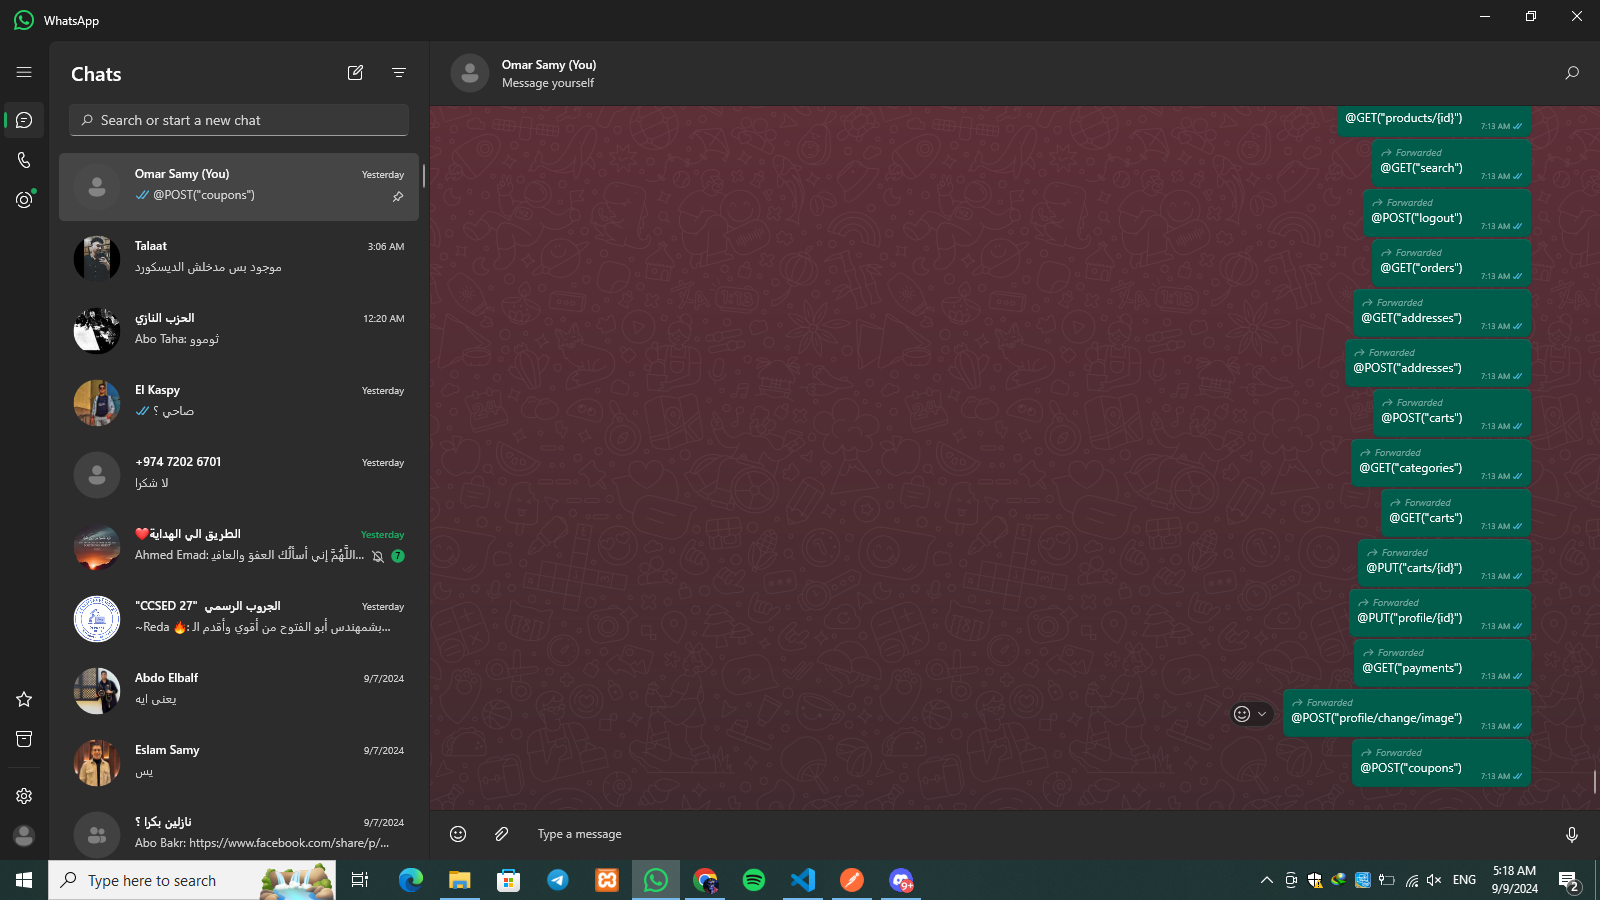 WhatsApp
Chats
Search or start a new chat
Omar Samy (You)
Yesterday
@POST("coupons")
Talaat
3:06 AM
موجود بس مدخلش الديسكورد
الحزب النازي
12:20 AM
Abo Taha: ثوموو
El Kaspy
Yesterday
صاحي ؟
+974 7202 6701
Yesterday
لا شكرا
الطريق الي الهداية❤️
Yesterday
Ahmed Emad: اللَّهُمَّ إني أسألُكَ العفوَ والعافي...
7
"CCSED 27" الجروب الرسمي
Yesterday
~Reda 🔥: بشمهندس أبو الفتوح من أقوي وأقدم الـ...
Abdo Elbalf
9/7/2024
يعنى ايه
Eslam Samy
9/7/2024
يس
نازلين بكرا ؟
9/7/2024
Abo Bakr: https://www.facebook.com/share/p/...
Omar Samy (You)
Message yourself
@GET("products/{id}")
7:13 AM
Forwarded
@GET("search")
7:13 AM
Forwarded
@POST("logout")
7:13 AM
Forwarded
@GET("orders")
7:13 AM
Forwarded
@GET("addresses")
7:13 AM
Forwarded
@POST("addresses")
7:13 AM
Forwarded
@POST("carts")
7:13 AM
Forwarded
@GET("categories")
7:13 AM
Forwarded
@GET("carts")
7:13 AM
Forwarded
@PUT("carts/{id}")
7:13 AM
Forwarded
@PUT("profile/{id}")
7:13 AM
Forwarded
@GET("payments")
7:13 AM
Forwarded
@POST("profile/change/image")
7:13 AM
Forwarded
@POST("coupons")
7:13 AM
Type a message
Type here to search
9+
ENG
5:18 AM
9/9/2024
2